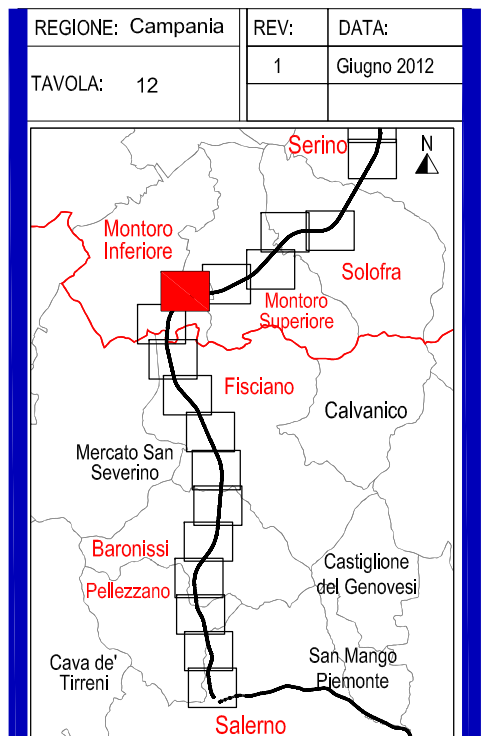 REGIONE: Campania
REV:
DATA:
TAVOLA: 12
1
Giugno 2012
Serino
N
Montoro
Inferiore
Solofra
Montoro
Superiore
Fisciano
Calvanico
Mercato San
Severino
Baronissi
Castiglione
del Genovesi
Pellezzano
Cava de'
Tirreni
San Mango
Piemonte
Salerno